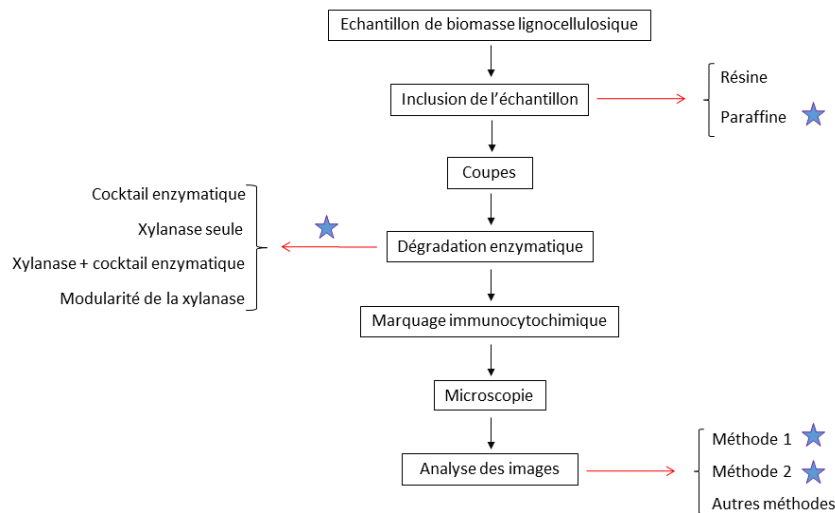 Echantillon de biomasse lignocellulosique
Inclusion de l'échantillon
Résine
Paraffine
Coupes
Cocktail enzymatique
Xylanase seule
Xylanase + cocktail enzymatique
Modularité de la xylanase
Dégradation enzymatique
Marquage immunocytochimique
Microscopie
Analyse des images
Méthode 1
Méthode 2
Autres méthodes